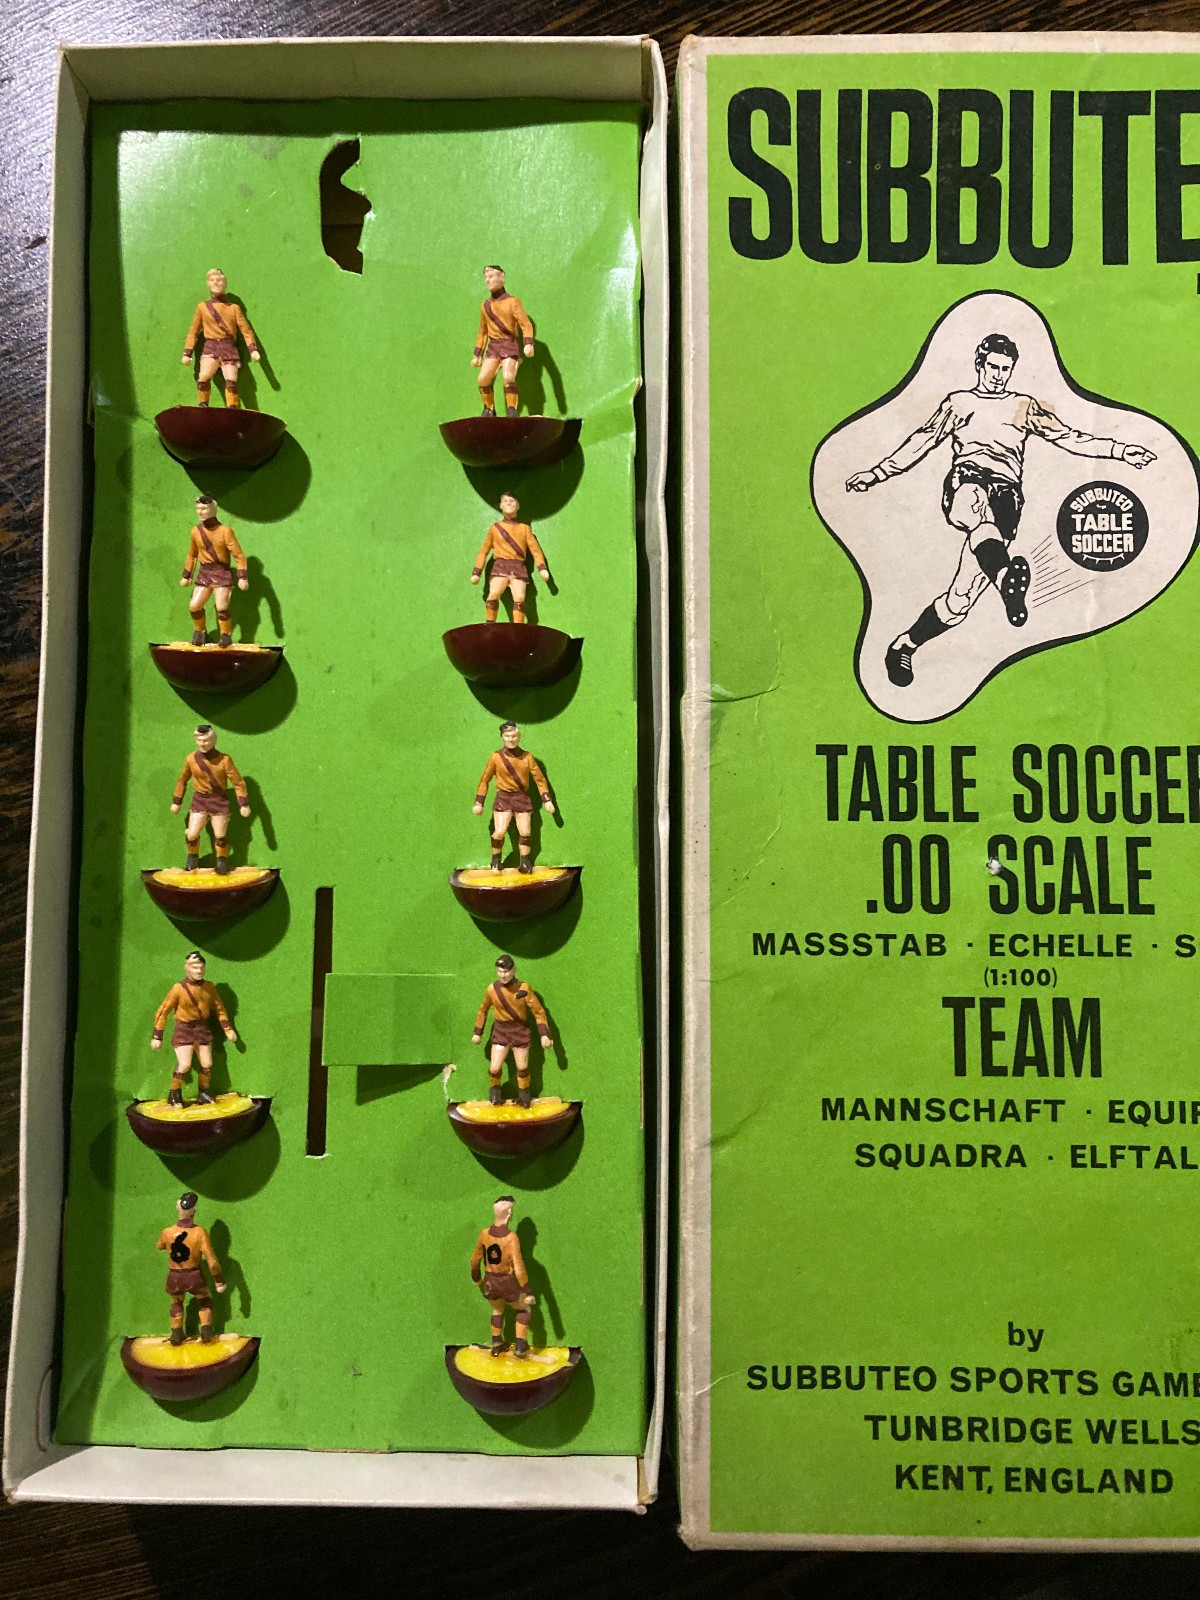 SUBBUTE
SUBBUTEO
TABLE
SOCCER
TABLE SOCCER
.00 SCALE
MASSSTAB · ECHELLE · S
(1:100)
TEAM
MANNSCHAFT · EQUIP
SQUADRA · ELFTAL
by
SUBBUTEO SPORTS GAME
TUNBRIDGE WELLS
KENT, ENGLAND
6
10